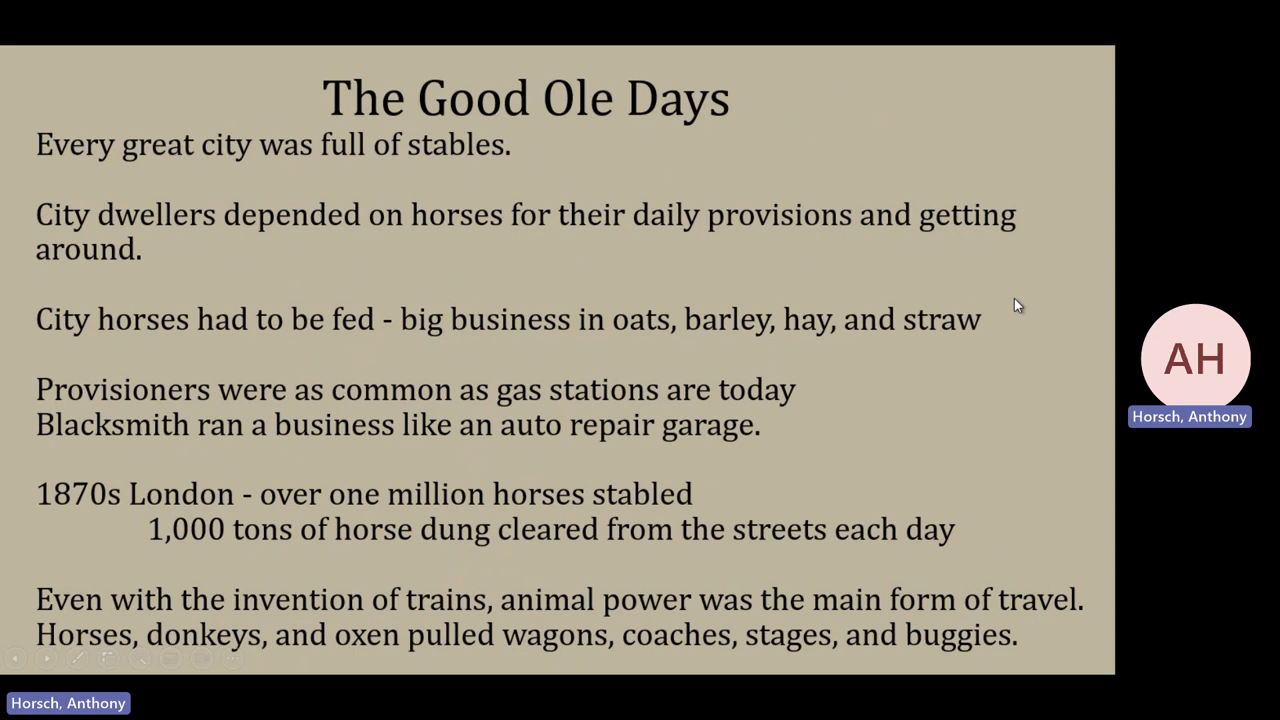 The Good Ole Days
Every great city was full of stables.
City dwellers depended on horses for their daily provisions and getting
around.
City horses had to be fed - big business in oats, barley, hay, and straw
Provisioners were as common as gas stations are today
Blacksmith ran a business like an auto repair garage.
1870s London - over one million horses stabled
1,000 tons of horse dung cleared from the streets each day
Even with the invention of trains, animal power was the main form of travel.
Horses, donkeys, and oxen pulled wagons, coaches, stages, and buggies.
AH
Horsch, Anthony
Horsch, Anthony